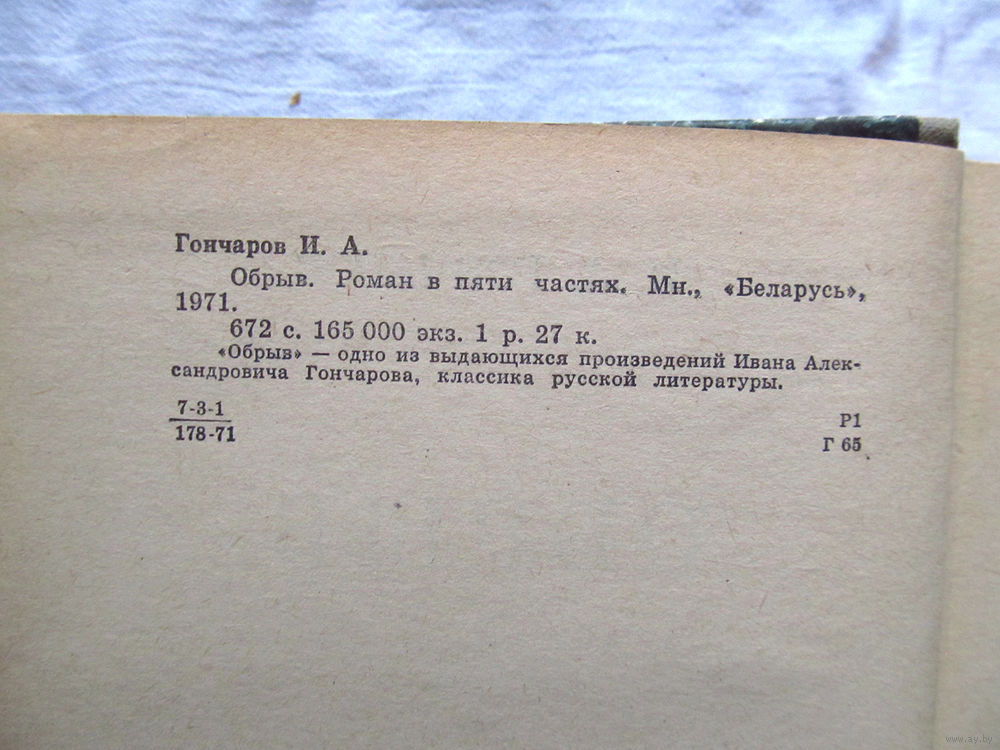 Гончаров И. А.
Обрыв. Роман в пяти частях. Мн., «Беларусь»,
1971.
672 с. 165 000 экз. 1 р. 27 к.
«Обрыв» — одно из выдающихся произведений Ивана Алек-
сандровича Гончарова, классика русской литературы.
7-3-1
178-71
Р1
Г 65
www.ay.by